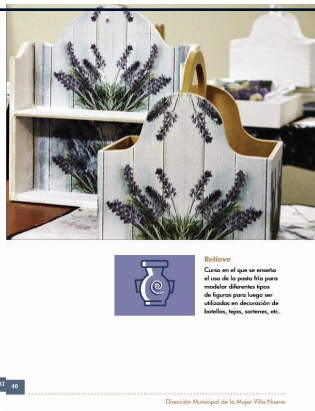 Relieve
Curso en el que se enseña
el uso de la pasta fría para
modelar diferentes tipos
de figuras para luego ser
utilizadas en decoración de
botellas, tejas, sartenes, etc.
40
Dirección Municipal de la Mujer Villa Nueva